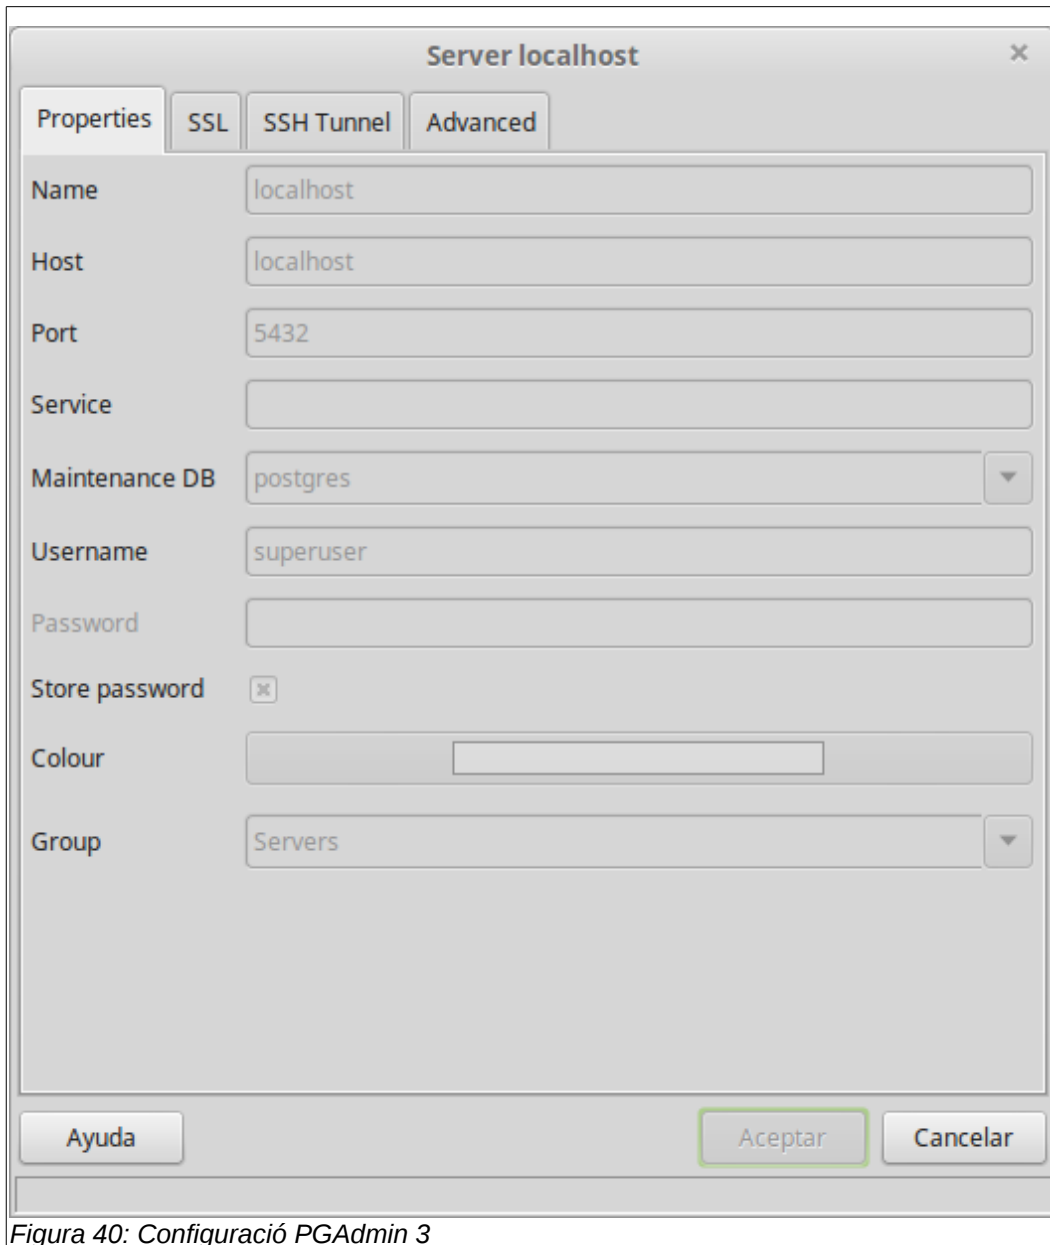 Server localhost
Properties SSL SSH Tunnel Advanced
Name localhost
Host localhost
Port 5432
Service
Maintenance DB postgres
Username superuser
Password
Store password
Colour
Group Servers
Ayuda Aceptar Cancelar
Figura 40: Configuració PGAdmin 3